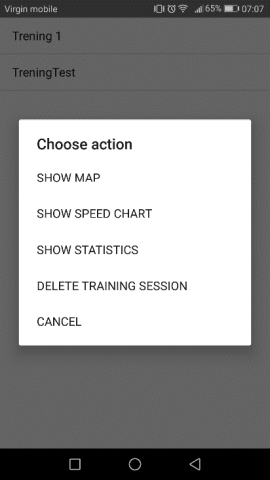 Virgin mobile 65% 07:07
Trening 1
TreningTest
Choose action
SHOW MAP
SHOW SPEED CHART
SHOW STATISTICS
DELETE TRAINING SESSION
CANCEL